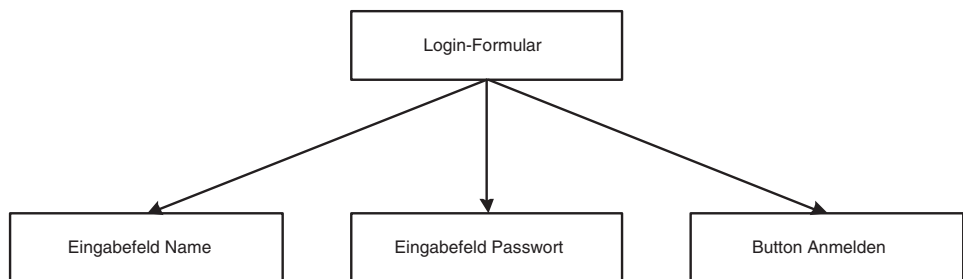 Login-Formular
Eingabefeld Name
Eingabefeld Passwort
Button Anmelden